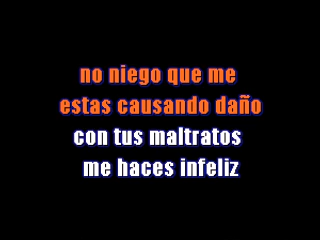 no niego que me
estas causando daño
con tus maltratos
me haces infeliz